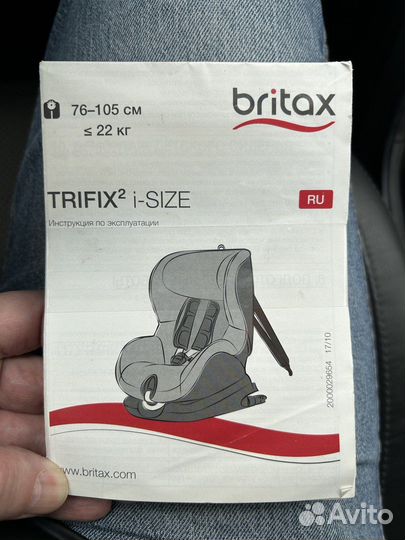 76–105 см
≤ 22 кг
britax
TRIFIX² i-SIZE
RU
Инструкция по эксплуатации
2000029654 17/10
www.britax.com
Avito